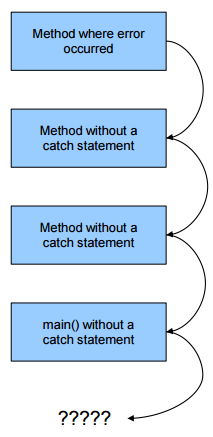 Method where error
occurred
Method without a
catch statement
Method without a
catch statement
main() without a
catch statement
?????